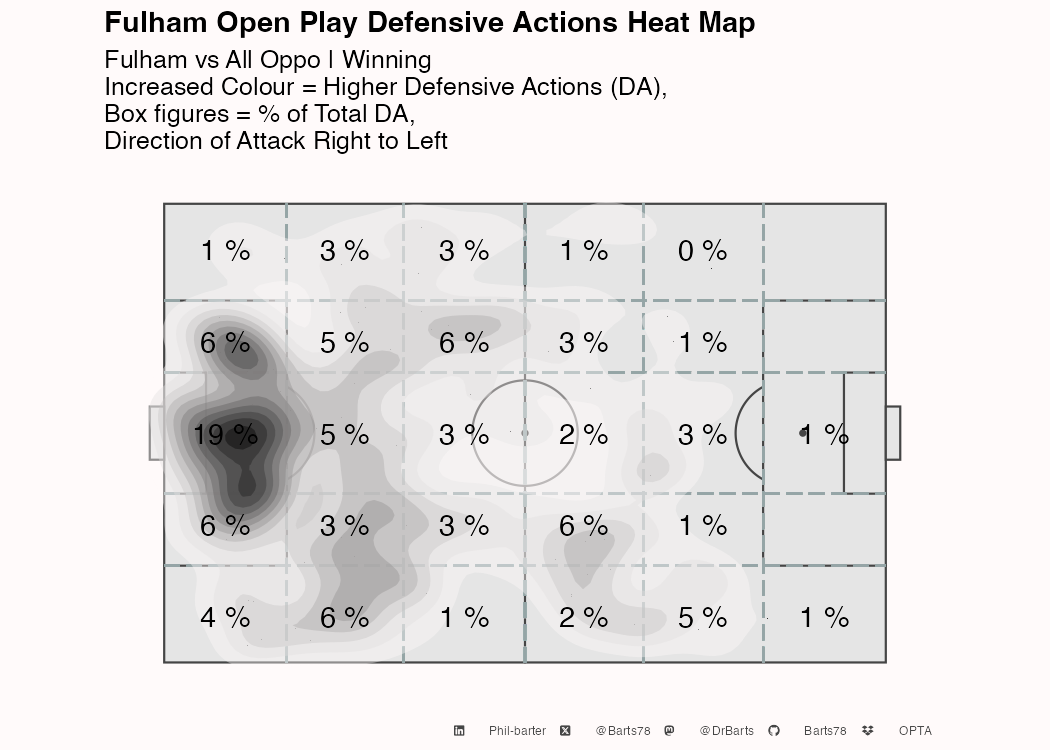 Fulham Open Play Defensive Actions Heat Map
Fulham vs All Oppo | Winning
Increased Colour = Higher Defensive Actions (DA),
Box figures = % of Total DA,
Direction of Attack Right to Left
1 % 3 % 3 % 1 % 0 %
6 % 5 % 6 % 3 % 1 %
19 % 5 % 3 % 2 % 3 % 1 %
6 % 3 % 3 % 6 % 1 %
4 % 6 % 1 % 2 % 5 % 1 %
Phil-barter @Barts78 @DrBarts Barts78 OPTA